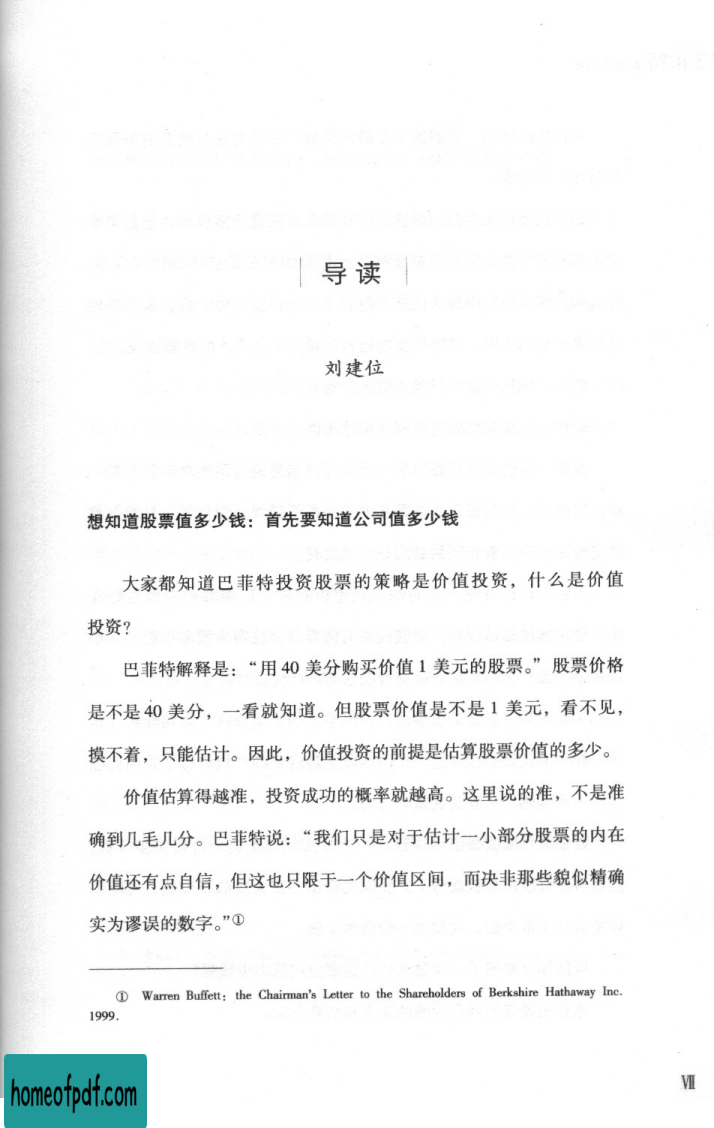 导读
刘建位
想知道股票值多少钱：首先要知道公司值多少钱
大家都知道巴菲特投资股票的策略是价值投资，什么是价值
投资？
巴菲特解释是：“用 40 美分购买价值 1 美元的股票。”股票价格
是不是 40 美分，一看就知道。但股票价值是不是 1 美元，看不见，
摸不着，只能估计。因此，价值投资的前提是估算股票价值的多少。
价值估算得越准，投资成功的概率就越高。这里说的准，不是准
确到几毛几分。巴菲特说：“我们只是对于估计一小部分股票的内在
价值还有点自信，但这也只限于一个价值区间，而决非那些貌似精确
实为谬误的数字。”①
① Warren Buffett: the Chairman's Letter to the Shareholders of Berkshire Hathaway Inc.
1999.
homeofpdf.com
Ⅶ